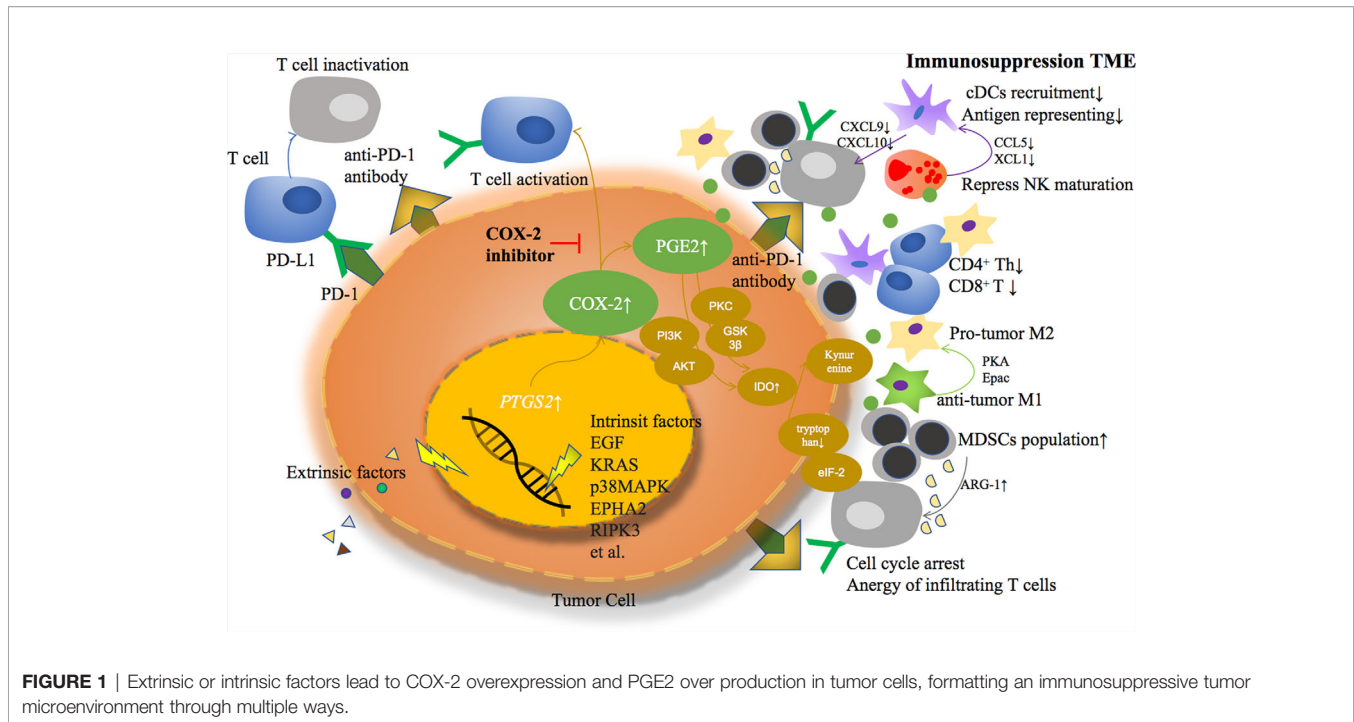 Immunosuppression TME
T cell inactivation
T cell
anti-PD-1
antibody
T cell activation
PD-L1
PD-1
COX-2
inhibitor
PGE2↑
COX-2↑
anti-PD-1
antibody
PKC
GSK
3β
PI3K
AKT
IDO↑
Kynur
enine
tryptop
han↓
eIF-2
PTGS2↑
Intrinsit factors
EGF
KRAS
p38MAPK
EPHA2
RIPK3
et al.
Extrinsic factors
Tumor Cell
cDCs recruitment↓
Antigen representing↓
CXCL9↓
CXCL10↓
CCL5↓
XCL1↓
Repress NK maturation
CD4⁺ Th↓
CD8⁺ T ↓
Pro-tumor M2
PKA
Epac
anti-tumor M1
MDSCs population↑
ARG-1↑
Cell cycle arrest
Anergy of infiltrating T cells
FIGURE 1 | Extrinsic or intrinsic factors lead to COX-2 overexpression and PGE2 over production in tumor cells, formatting an immunosuppressive tumor
microenvironment through multiple ways.